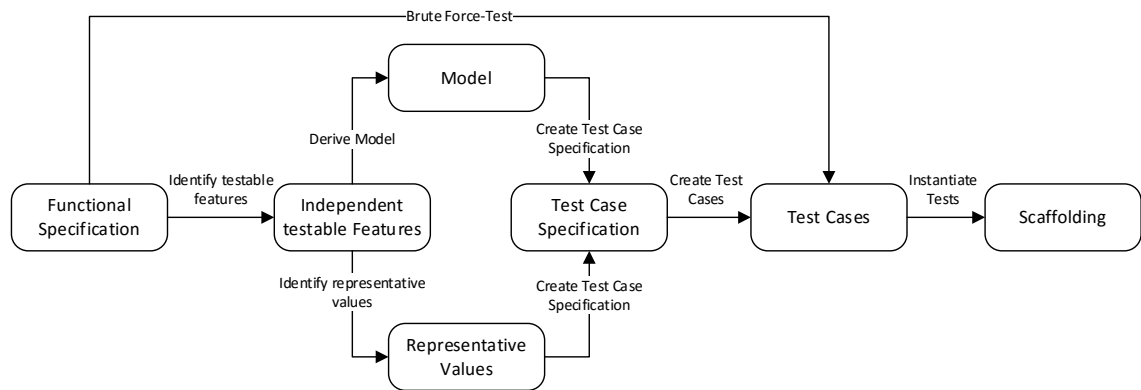 Brute Force-Test
Model
Derive Model
Create Test Case
Specification
Identify testable
features
Functional
Specification
Independent
testable Features
Test Case
Specification
Create Test
Cases
Test Cases
Instantiate
Tests
Scaffolding
Identify representative
values
Create Test Case
Specification
Representative
Values